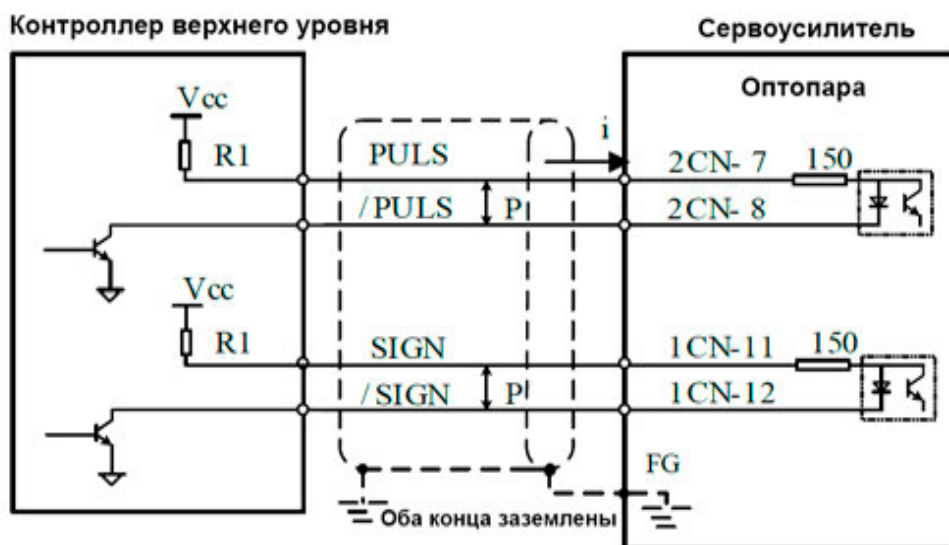 Контроллер верхнего уровня
Сервоусилитель
Оптопара
Vcc
R1
PULS
i
2CN- 7
150
/PULS
P
2CN- 8
Vcc
R1
SIGN
1CN-11
150
/SIGN
P
1CN-12
FG
Оба конца заземлены